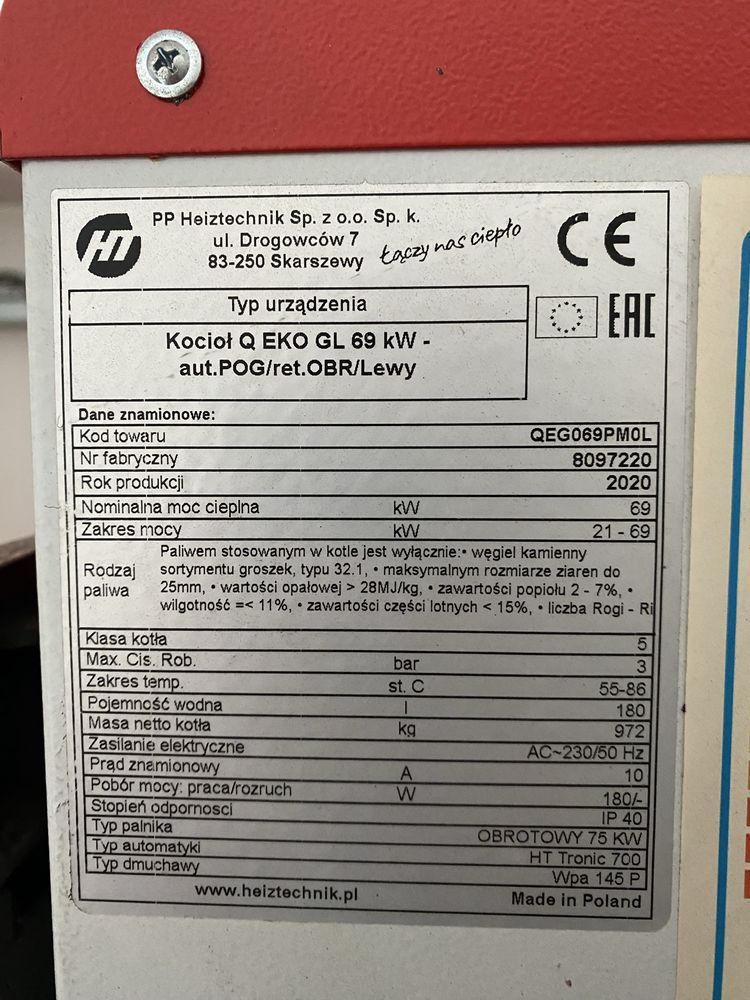 HT
PP Heiztechnik Sp. z o.o. Sp. k.
ul. Drogowców 7
83-250 Skarszewy
Łączy nas ciepło
CE
EAC
Typ urządzenia
Kocioł Q EKO GL 69 kW -
aut.POG/ret.OBR/Lewy
Dane znamionowe:
Kod towaru QEG069PM0L
Nr fabryczny 8097220
Rok produkcji 2020
Nominalna moc cieplna kW 69
Zakres mocy kW 21 - 69
Rodzaj paliwa
Paliwem stosowanym w kotle jest wyłącznie:• węgiel kamienny
sortymentu groszek, typu 32.1, • maksymalnym rozmiarze ziaren do
25mm, • wartości opałowej > 28MJ/kg, • zawartości popiołu 2 - 7%, •
wilgotność =< 11%, • zawartości części lotnych < 15%, • liczba Rogi - Ri
Klasa kotła 5
Max. Cis. Rob. bar 3
Zakres temp. st. C 55-86
Pojemność wodna l 180
Masa netto kotła kg 972
Zasilanie elektryczne AC~230/50 Hz
Prąd znamionowy A 10
Pobór mocy: praca/rozruch W 180/-
Stopień odpornosci IP 40
Typ palnika OBROTOWY 75 KW
Typ automatyki HT Tronic 700
Typ dmuchawy Wpa 145 P
www.heiztechnik.pl Made in Poland